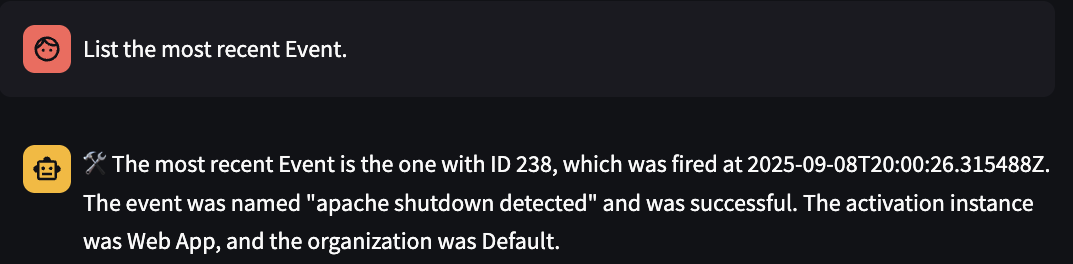 List the most recent Event.
🛠 The most recent Event is the one with ID 238, which was fired at 2025-09-08T20:00:26.315488Z.
The event was named "apache shutdown detected" and was successful. The activation instance
was Web App, and the organization was Default.